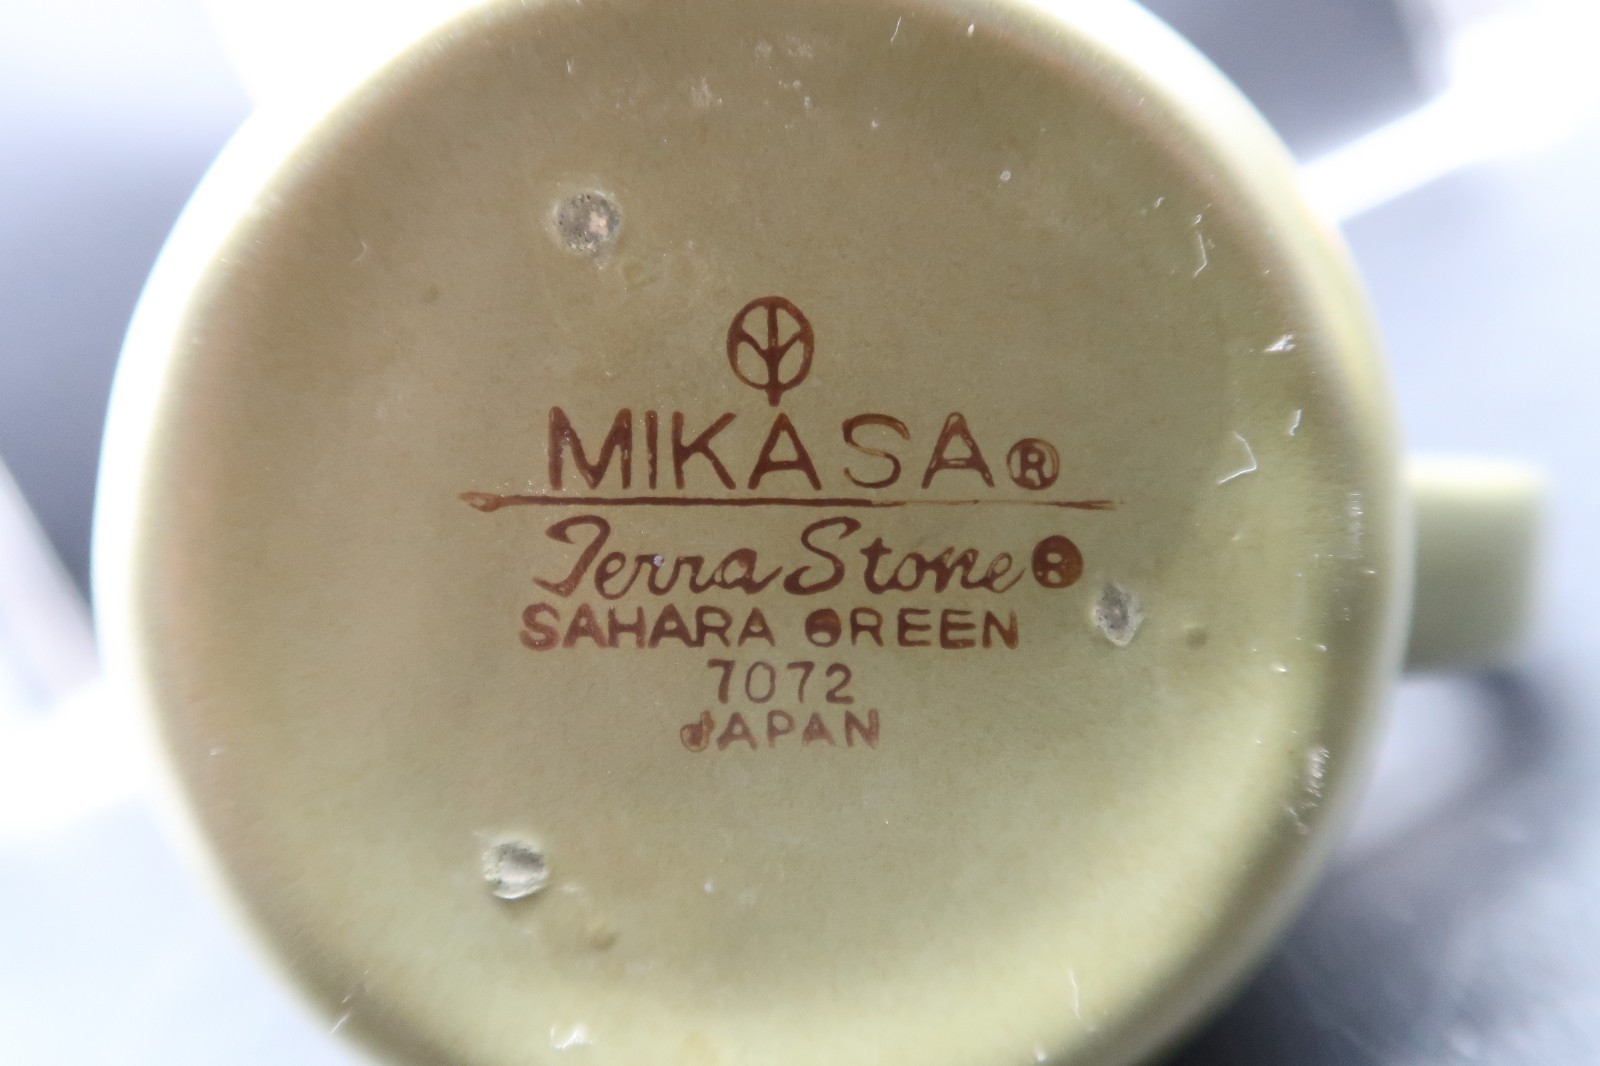 MIKASA®
Terra Stone®
SAHARA GREEN
7072
JAPAN